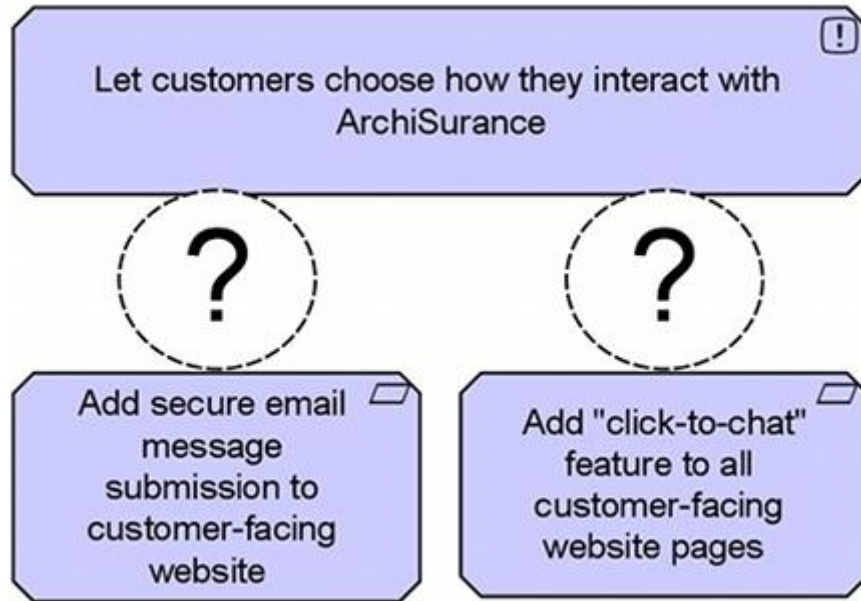 !
Let customers choose how they interact with
ArchiSurance
?
?
Add secure email
message
submission to
customer-facing
website
Add "click-to-chat"
feature to all
customer-facing
website pages